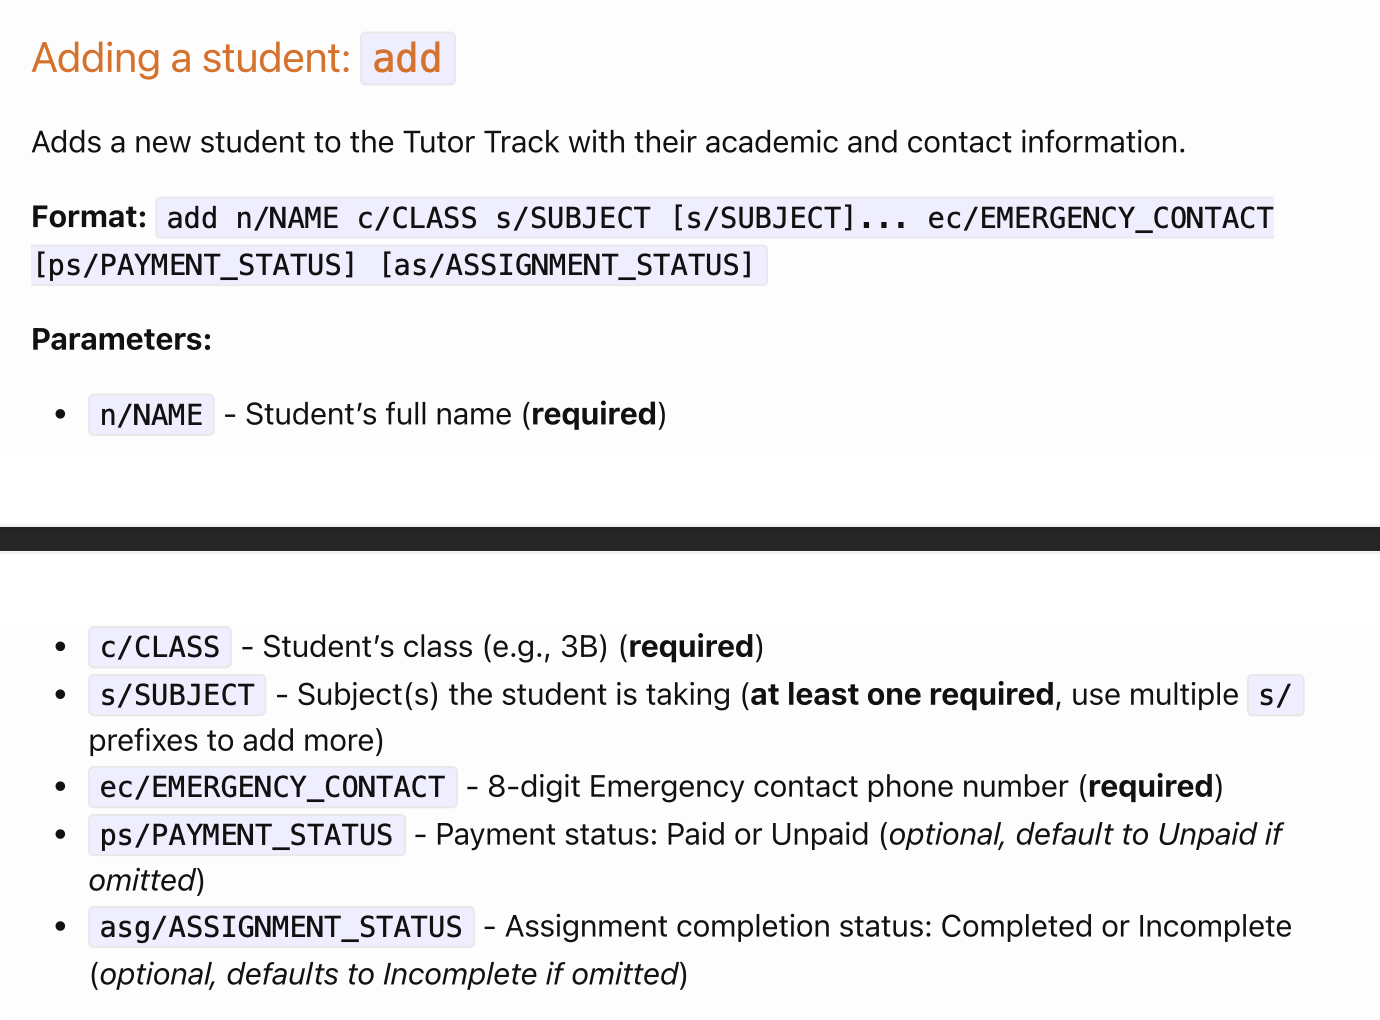 Adding a student: add
Adds a new student to the Tutor Track with their academic and contact information.
Format: add n/NAME c/CLASS s/SUBJECT [s/SUBJECT]... ec/EMERGENCY_CONTACT
[ps/PAYMENT_STATUS] [as/ASSIGNMENT_STATUS]
Parameters:
• n/NAME - Student’s full name (required)
• c/CLASS - Student’s class (e.g., 3B) (required)
• s/SUBJECT - Subject(s) the student is taking (at least one required, use multiple s/
prefixes to add more)
• ec/EMERGENCY_CONTACT - 8-digit Emergency contact phone number (required)
• ps/PAYMENT_STATUS - Payment status: Paid or Unpaid (optional, default to Unpaid if
omitted)
• asg/ASSIGNMENT_STATUS - Assignment completion status: Completed or Incomplete
(optional, defaults to Incomplete if omitted)